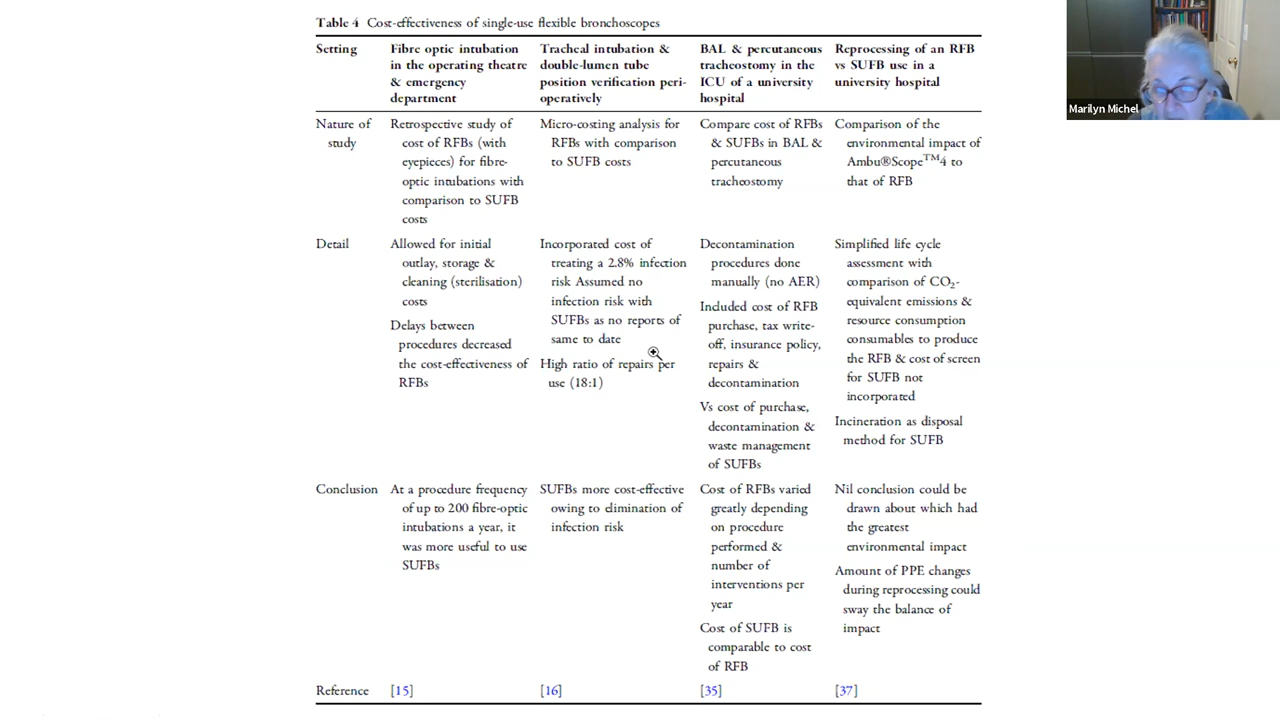 Table 4 Cost-effectiveness of single-use flexible bronchoscopes
Setting
Fibre optic intubation
in the operating theatre
& emergency
department
Tracheal intubation &
double-lumen tube
position verification peri-
operatively
BAL & percutaneous
tracheostomy in the
ICU of a university
hospital
Reprocessing of an RFB
vs SUFB use in a
university hospital
Nature of
study
Retrospective study of
cost of RFBs (with
eyepieces) for fibre-
optic intubations with
comparison to SUFB
costs
Micro-costing analysis for
RFBs with comparison
to SUFB costs
Compare cost of RFBs
& SUFBs in BAL &
percutaneous
tracheostomy
Comparison of the
environmental impact of
Ambu®Scope™4 to
that of RFB
Detail
Allowed for initial
outlay, storage &
cleaning (sterilisation)
costs
Delays between
procedures decreased
the cost-effectiveness of
RFBs
Incorporated cost of
treating a 2.8% infection
risk Assumed no
infection risk with
SUFBs as no reports of
same to date
High ratio of repairs per
use (18:1)
Decontamination
procedures done
manually (no AER)
Included cost of RFB
purchase, tax write-
off, insurance policy,
repairs &
decontamination
Vs cost of purchase,
decontamination &
waste management
of SUFBs
Simplified life cycle
assessment with
comparison of CO₂-
equivalent emissions &
resource consumption
consumables to produce
the RFB & cost of screen
for SUFB not
incorporated
Incineration as disposal
method for SUFB
Conclusion
At a procedure frequency
of up to 200 fibre-optic
intubations a year, it
was more useful to use
SUFBs
SUFBs more cost-effective
owing to elimination of
infection risk
Cost of RFBs varied
greatly depending
on procedure
performed &
number of
interventions per
year
Cost of SUFB is
comparable to cost
of RFB
Nil conclusion could be
drawn about which had
the greatest
environmental impact
Amount of PPE changes
during reprocessing could
sway the balance of
impact
Reference
[15]
[16]
[35]
[37]
Marilyn Michel